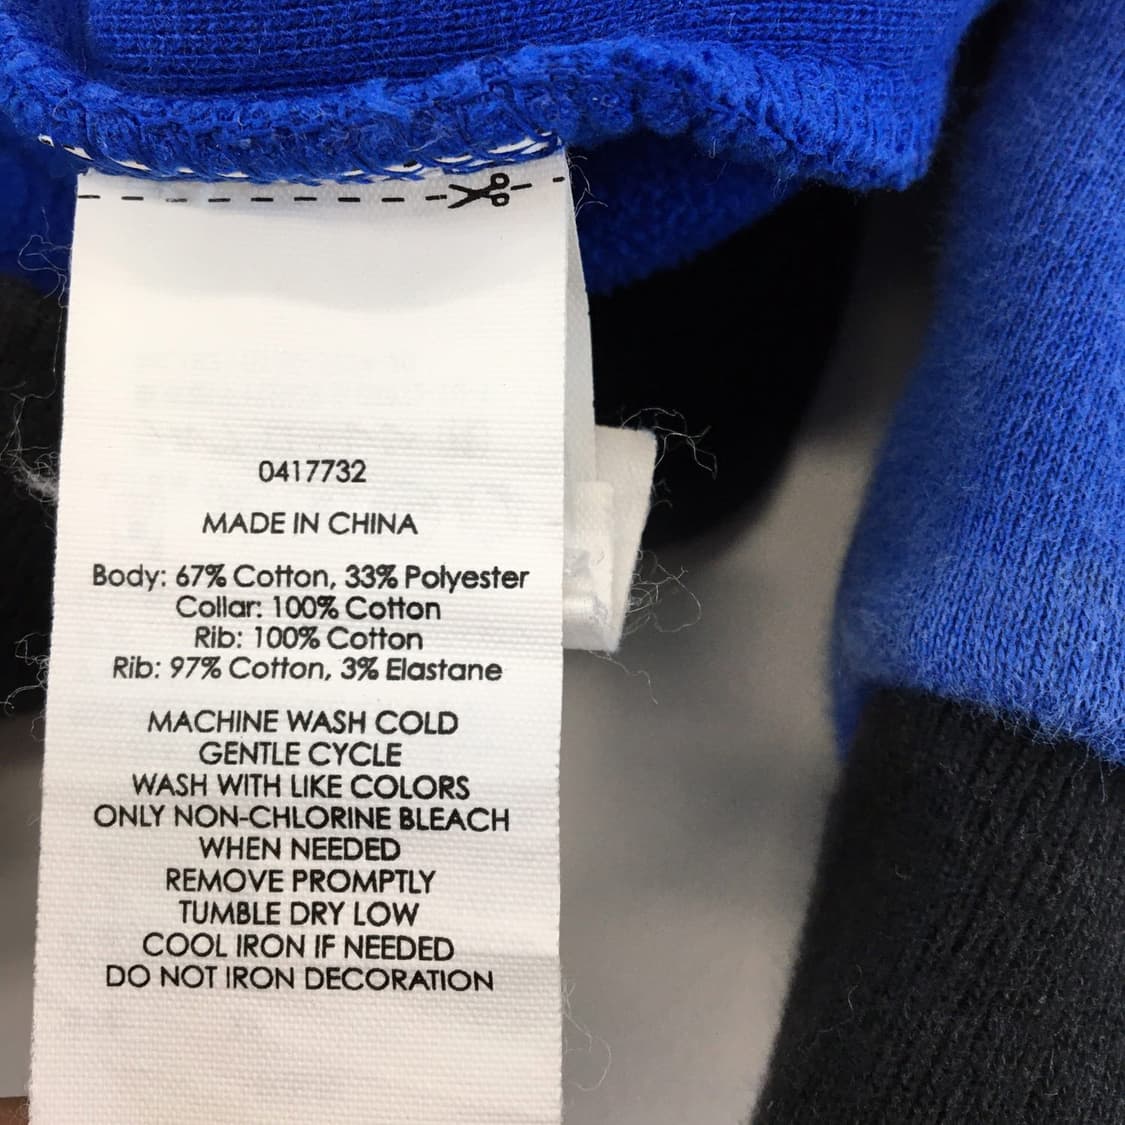 0417732
MADE IN CHINA
Body: 67% Cotton, 33% Polyester
Collar: 100% Cotton
Rib: 100% Cotton
Rib: 97% Cotton, 3% Elastane
MACHINE WASH COLD
GENTLE CYCLE
WASH WITH LIKE COLORS
ONLY NON-CHLORINE BLEACH
WHEN NEEDED
REMOVE PROMPTLY
TUMBLE DRY LOW
COOL IRON IF NEEDED
DO NOT IRON DECORATION